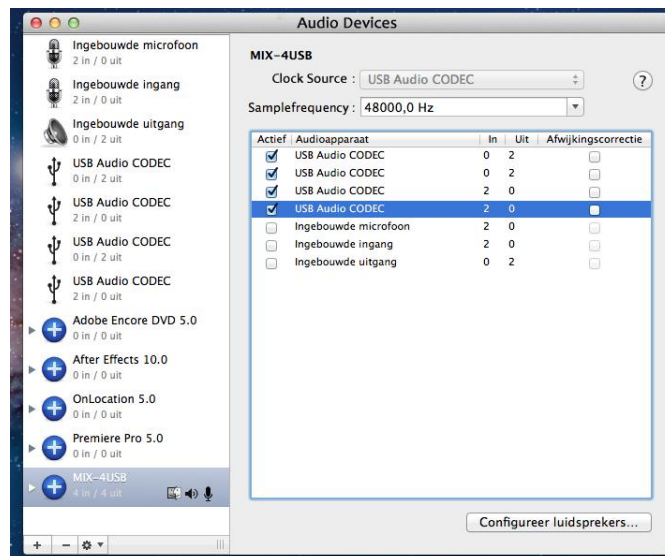 Audio Devices
Ingebouwde microfoon
2 in / 0 uit
Ingebouwde ingang
2 in / 0 uit
Ingebouwde uitgang
0 in / 2 uit
USB Audio CODEC
0 in / 2 uit
USB Audio CODEC
2 in / 0 uit
USB Audio CODEC
0 in / 2 uit
USB Audio CODEC
2 in / 0 uit
Adobe Encore DVD 5.0
0 in / 0 uit
After Effects 10.0
0 in / 0 uit
OnLocation 5.0
0 in / 0 uit
Premiere Pro 5.0
0 in / 0 uit
MIX-4USB
4 in / 4 uit
MIX-4USB
Clock Source : USB Audio CODEC ?
Samplefrequency : 48000,0 Hz
Actief Audioapparaat In Uit Afwijkingscorrectie
USB Audio CODEC 0 2
USB Audio CODEC 0 2
USB Audio CODEC 2 0
USB Audio CODEC 2 0
Ingebouwde microfoon 2 0
Ingebouwde ingang 2 0
Ingebouwde uitgang 0 2
Configureer luidsprekers...